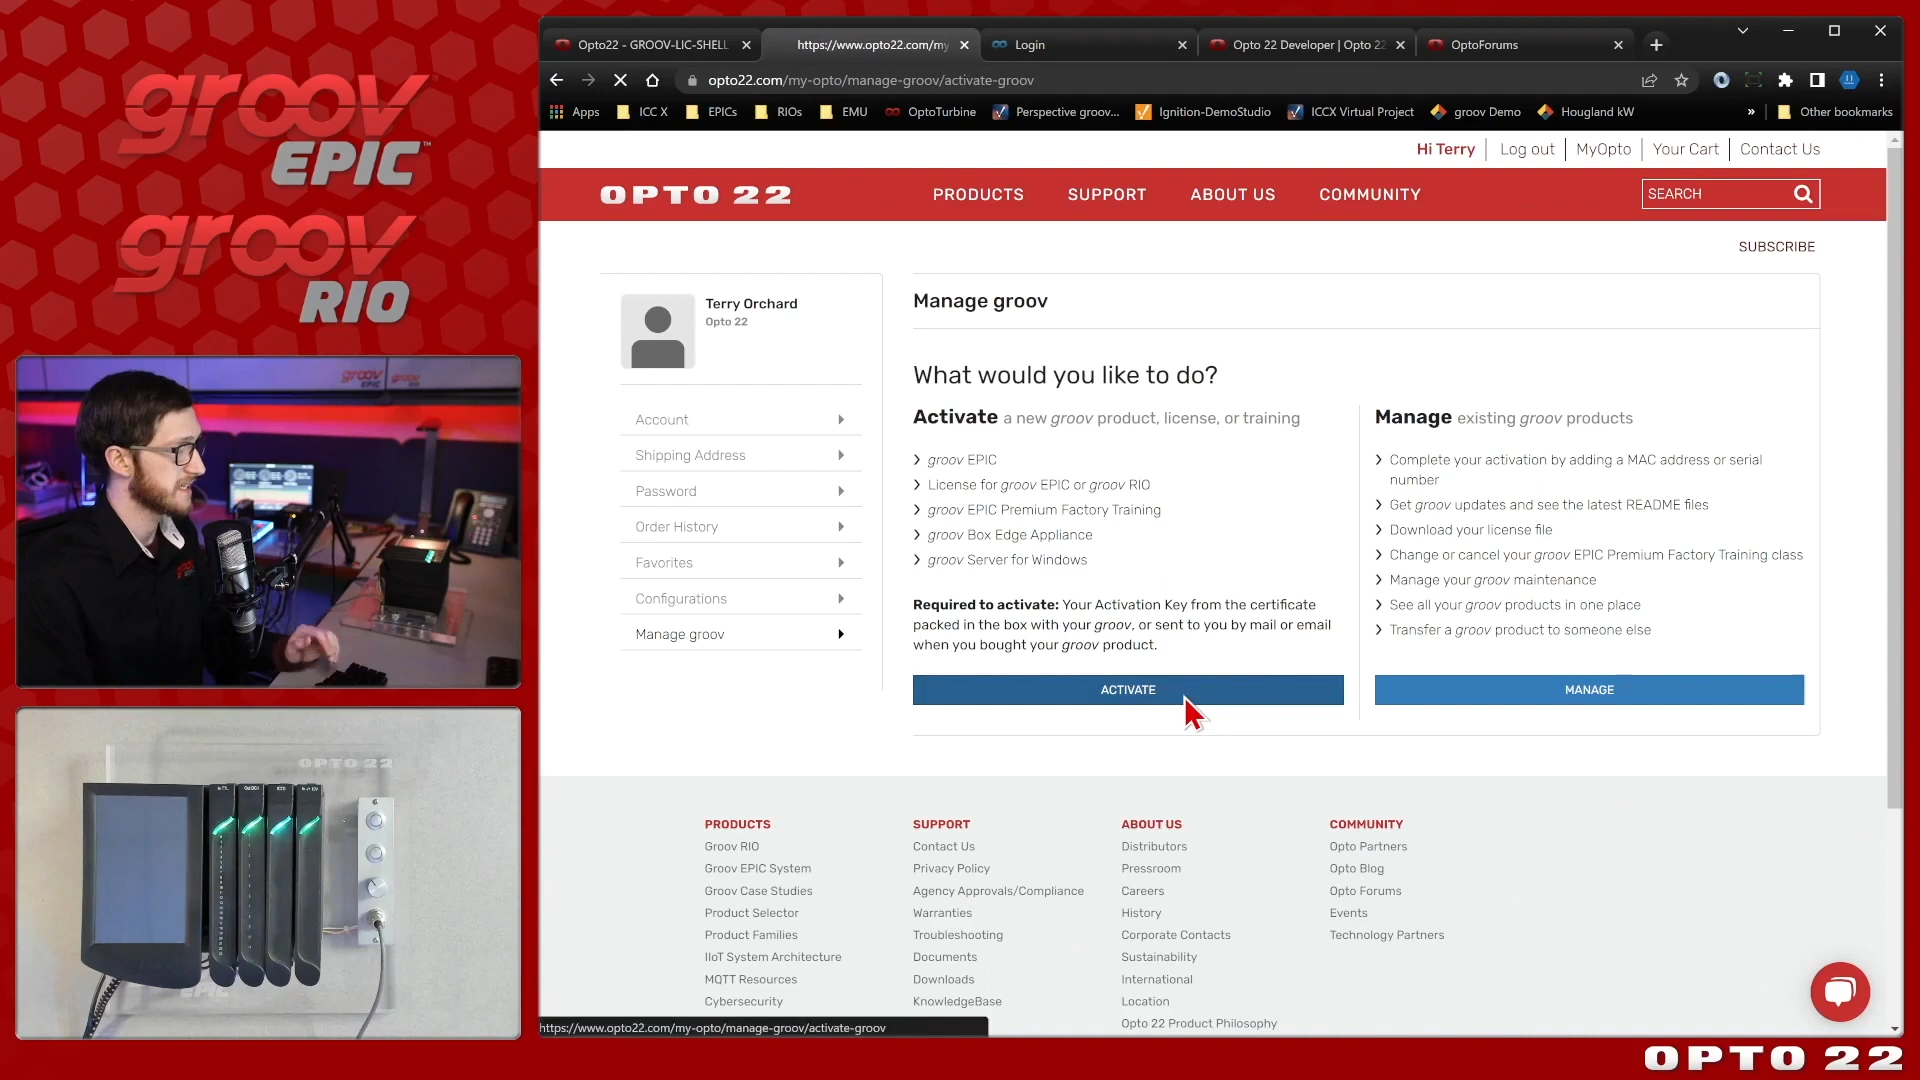 groov
EPIC™
groov
RIO
Opto22 - GROOV-LIC-SHELL
https://www.opto22.com/my
Login
Opto 22 Developer | Opto 22
OptoForums
opto22.com/my-opto/manage-groov/activate-groov
Apps
ICC X
EPICs
RIOs
EMU
OptoTurbine
Perspective groov...
Ignition-DemoStudio
ICCX Virtual Project
groov Demo
Hougland kW
»
Other bookmarks
Hi Terry
Log out
MyOpto
Your Cart
Contact Us
OPTO 22
PRODUCTS
SUPPORT
ABOUT US
COMMUNITY
SEARCH
SUBSCRIBE
Terry Orchard
Opto 22
Account
Shipping Address
Password
Order History
Favorites
Configurations
Manage groov
Manage groov
What would you like to do?
Activate a new groov product, license, or training
groov EPIC
License for groov EPIC or groov RIO
groov EPIC Premium Factory Training
groov Box Edge Appliance
groov Server for Windows
Required to activate: Your Activation Key from the certificate
packed in the box with your groov, or sent to you by mail or email
when you bought your groov product.
ACTIVATE
Manage existing groov products
Complete your activation by adding a MAC address or serial
number
Get groov updates and see the latest README files
Download your license file
Change or cancel your groov EPIC Premium Factory Training class
Manage your groov maintenance
See all your groov products in one place
Transfer a groov product to someone else
MANAGE
PRODUCTS
Groov RIO
Groov EPIC System
Groov Case Studies
Product Selector
Product Families
IIoT System Architecture
MQTT Resources
Cybersecurity
SUPPORT
Contact Us
Privacy Policy
Agency Approvals/Compliance
Warranties
Troubleshooting
Documents
Downloads
KnowledgeBase
ABOUT US
Distributors
Pressroom
Careers
History
Corporate Contacts
Sustainability
International
Location
Opto 22 Product Philosophy
COMMUNITY
Opto Partners
Opto Blog
Opto Forums
Events
Technology Partners
https://www.opto22.com/my-opto/manage-groov/activate-groov
OPTO 22
EPIC
OPTO 22